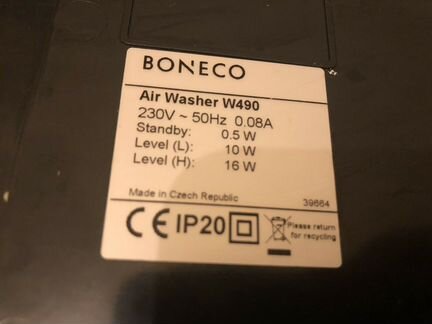 BONECO
Air Washer W490
230V ~ 50Hz 0.08A
Standby: 0.5 W
Level (L): 10 W
Level (H): 16 W
Made in Czech Republic 39664
CE IP20 Please return
for recycling